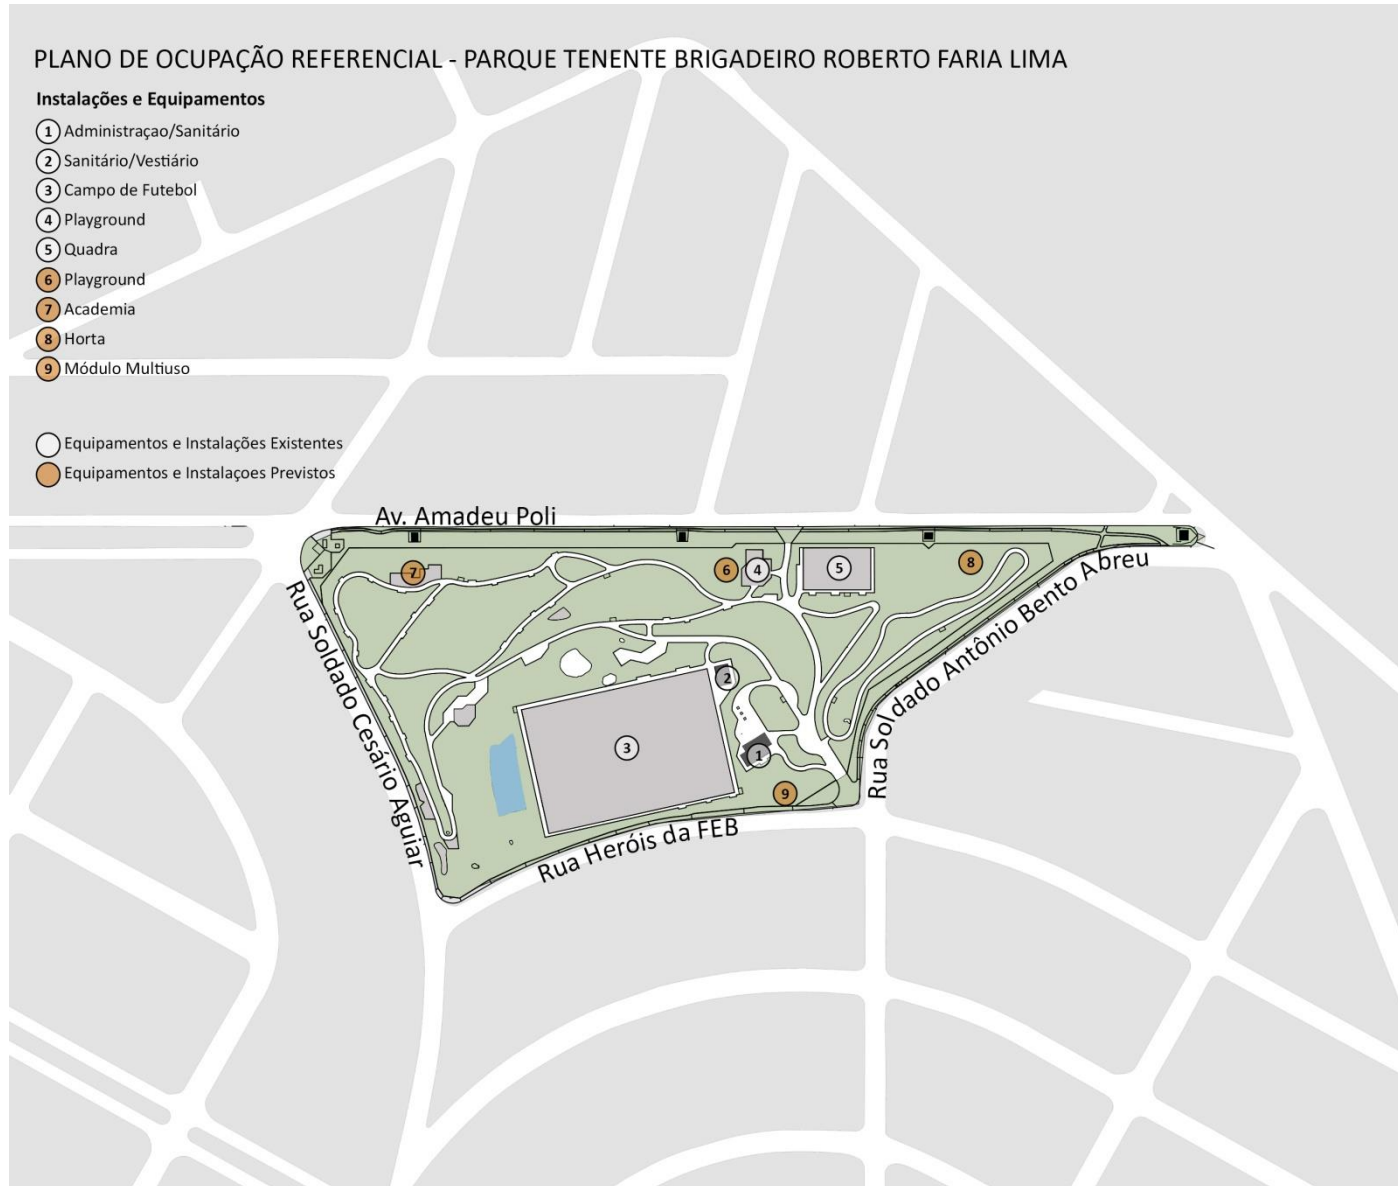 PLANO DE OCUPAÇÃO REFERENCIAL - PARQUE TENENTE BRIGADEIRO ROBERTO FARIA LIMA
Instalações e Equipamentos
1 Administraçao/Sanitário
2 Sanitário/Vestiário
3 Campo de Futebol
4 Playground
5 Quadra
6 Playground
7 Academia
8 Horta
9 Módulo Multiuso
Equipamentos e Instalações Existentes
Equipamentos e Instalaçoes Previstos
Av. Amadeu Poli
7
6
4
5
8
Rua Soldado Cesário Aguiar
Rua Soldado Antônio Bento Abreu
2
3
1
9
Rua Heróis da FEB